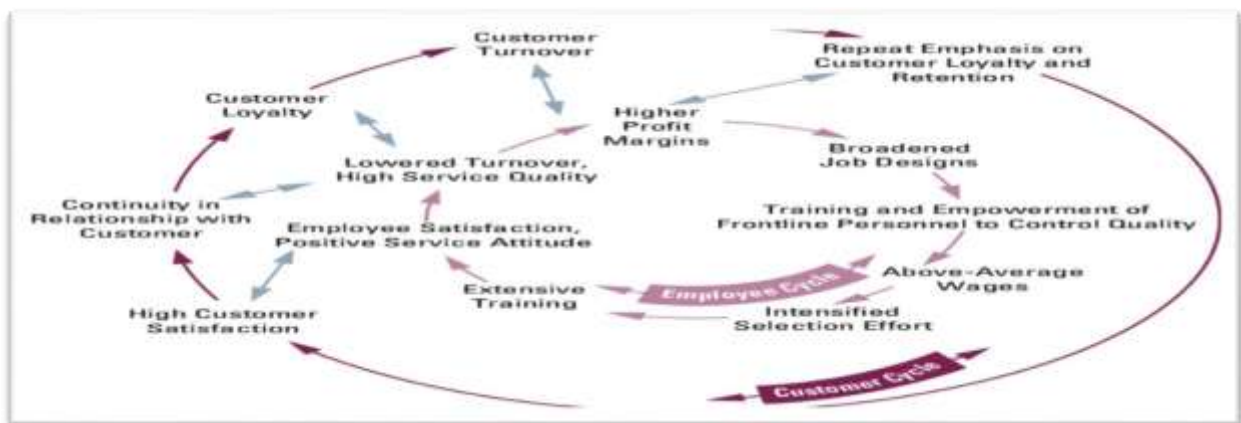 Customer
Turnover
Repeat Emphasis on
Customer Loyalty and
Retention
Customer
Loyalty
Higher
Profit
Margins
Broadened
Job Designs
Lowered Turnover,
High Service Quality
Continuity in
Relationship with
Customer
Employee Satisfaction,
Positive Service Attitude
Training and Empowerment of
Frontline Personnel to Control Quality
Extensive
Training
Employee Cycle
Above-Average
Wages
High Customer
Satisfaction
Intensified
Selection Effort
Customer Cycle